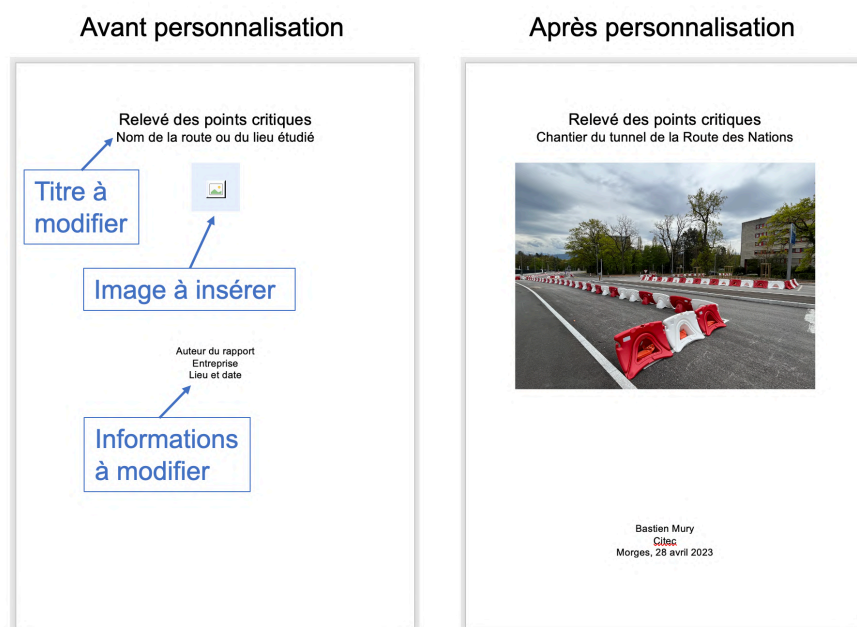 Avant personnalisation
Relevé des points critiques
Nom de la route ou du lieu étudié
Titre à
modifier
Image à insérer
Auteur du rapport
Entreprise
Lieu et date
Informations
à modifier
Après personnalisation
Relevé des points critiques
Chantier du tunnel de la Route des Nations
Bastien Mury
Citec
Morges, 28 avril 2023